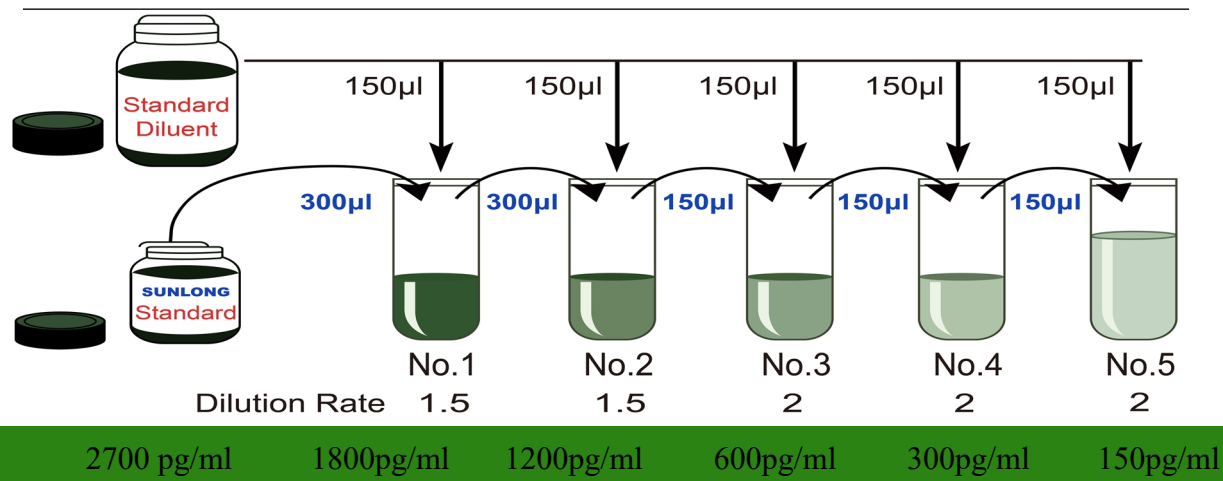 150µl 150µl 150µl 150µl 150µl
Standard
Diluent
300µl 300µl 150µl 150µl 150µl
SUNLONG
Standard
No.1 No.2 No.3 No.4 No.5
Dilution Rate 1.5 1.5 2 2 2
2700 pg/ml 1800pg/ml 1200pg/ml 600pg/ml 300pg/ml 150pg/ml